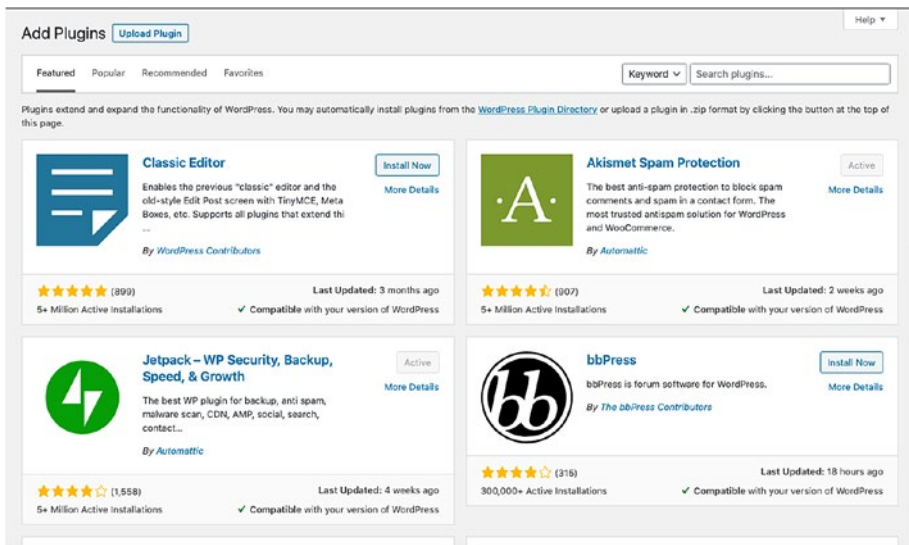 Help ▼
Add Plugins Upload Plugin
Featured Popular Recommended Favorites Keyword Search plugins...
Plugins extend and expand the functionality of WordPress. You may automatically install plugins from the WordPress Plugin Directory or upload a plugin in .zip format by clicking the button at the top of
this page.
Classic Editor
Install Now
More Details
Enables the previous "classic" editor and the
old-style Edit Post screen with TinyMCE, Meta
Boxes, etc. Supports all plugins that extend thi
...
By WordPress Contributors
(899) Last Updated: 3 months ago
5+ Million Active Installations ✓ Compatible with your version of WordPress
·A·
Akismet Spam Protection
Active
More Details
The best anti-spam protection to block spam
comments and spam in a contact form. The
most trusted antispam solution for WordPress
and WooCommerce.
By Automattic
(907) Last Updated: 2 weeks ago
5+ Million Active Installations ✓ Compatible with your version of WordPress
Jetpack – WP Security, Backup,
Speed, & Growth
Active
More Details
The best WP plugin for backup, anti spam,
malware scan, CDN, AMP, social, search,
contact...
By Automattic
(1,558) Last Updated: 4 weeks ago
5+ Million Active Installations ✓ Compatible with your version of WordPress
bb
bbPress
Install Now
More Details
bbPress is forum software for WordPress.
By The bbPress Contributors
(315) Last Updated: 18 hours ago
300,000+ Active Installations ✓ Compatible with your version of WordPress